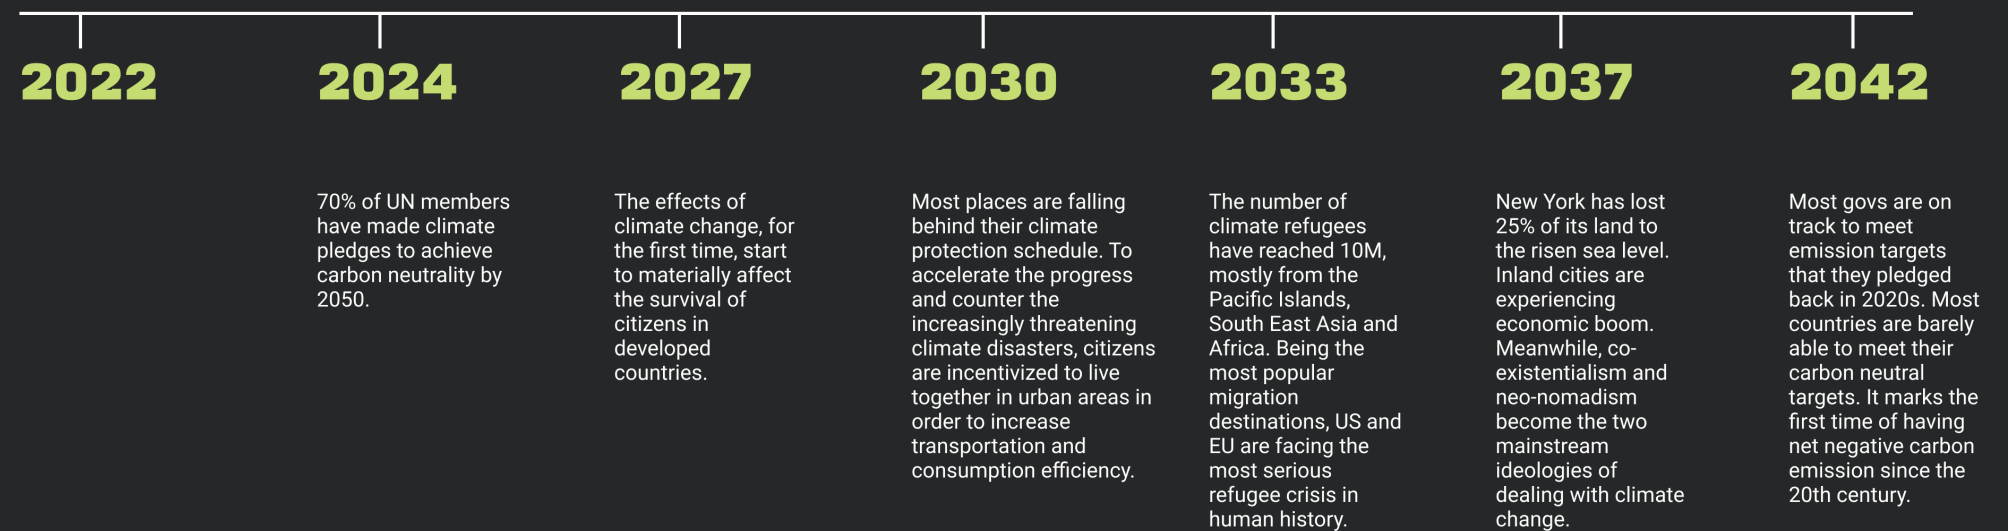 2022
2024
2027
2030
2033
2037
2042
70% of UN members
have made climate
pledges to achieve
carbon neutrality by
2050.
The effects of
climate change, for
the first time, start
to materially affect
the survival of
citizens in
developed
countries.
Most places are falling
behind their climate
protection schedule. To
accelerate the progress
and counter the
increasingly threatening
climate disasters, citizens
are incentivized to live
together in urban areas in
order to increase
transportation and
consumption efficiency.
The number of
climate refugees
have reached 10M,
mostly from the
Pacific Islands,
South East Asia and
Africa. Being the
most popular
migration
destinations, US and
EU are facing the
most serious
refugee crisis in
human history.
New York has lost
25% of its land to
the risen sea level.
Inland cities are
experiencing
economic boom.
Meanwhile, co-
existentialism and
neo-nomadism
become the two
mainstream
ideologies of
dealing with climate
change.
Most govs are on
track to meet
emission targets
that they pledged
back in 2020s. Most
countries are barely
able to meet their
carbon neutral
targets. It marks the
first time of having
net negative carbon
emission since the
20th century.